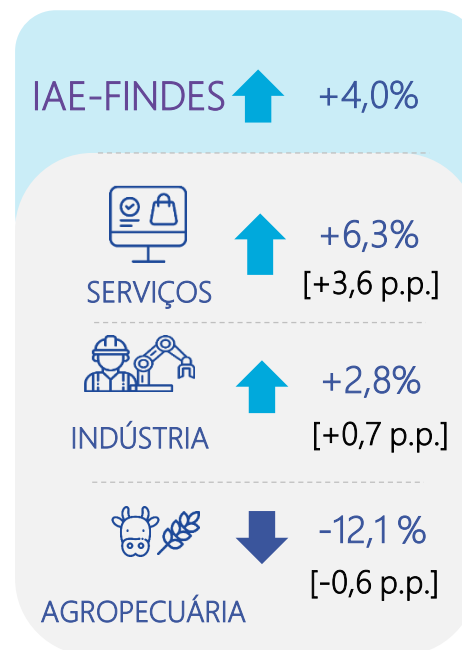 IAE-FINDES +4,0%
+6,3%
SERVIÇOS [+3,6 p.p.]
+2,8%
INDÚSTRIA [+0,7 p.p.]
-12,1 %
[-0,6 p.p.]
AGROPECUÁRIA